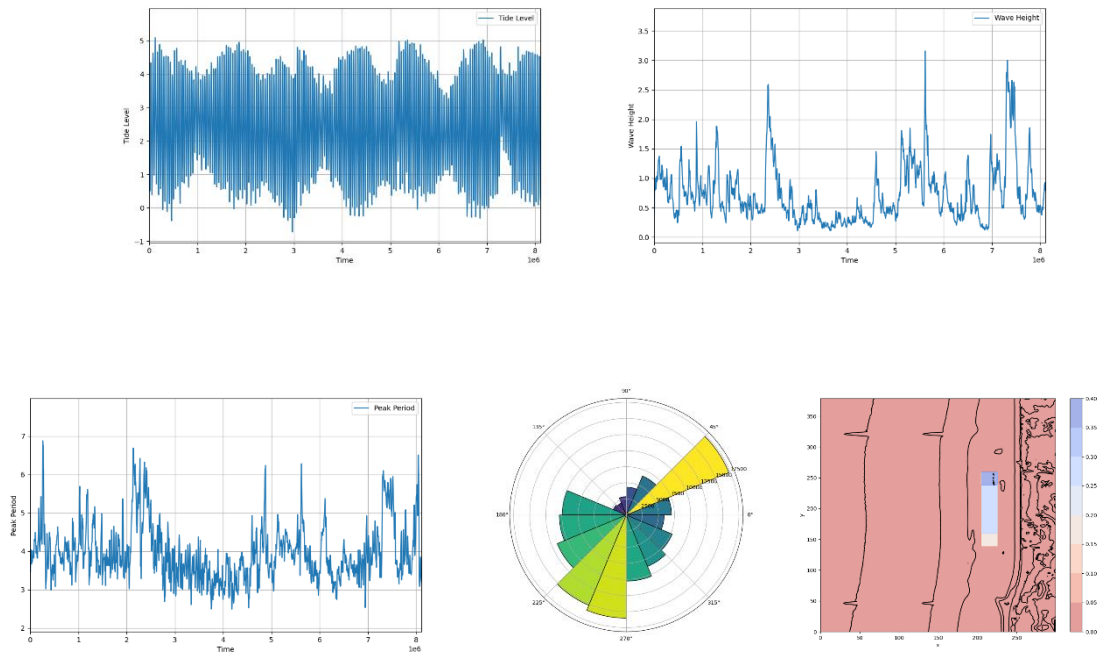 Tide Level
5
4
3
2
1
0
−1
Tide Level
0 1 2 3 4 5 6 7 8
Time
1e6
Wave Height
3.5
3.0
2.5
2.0
1.5
1.0
0.5
0.0
Wave Height
0 1 2 3 4 5 6 7 8
Time
1e6
Peak Period
7
6
5
4
3
2
Peak Period
0 1 2 3 4 5 6 7 8
Time
1e6
90°
135° 45°
180° 0°
225° 315°
270°
2500
7500
10000
12500
15000
17500
350
300
250
200
150
100
50
0
y
0 50 100 150 200 250
x
0.40
0.35
0.30
0.25
0.20
0.15
0.10
0.05
0.00